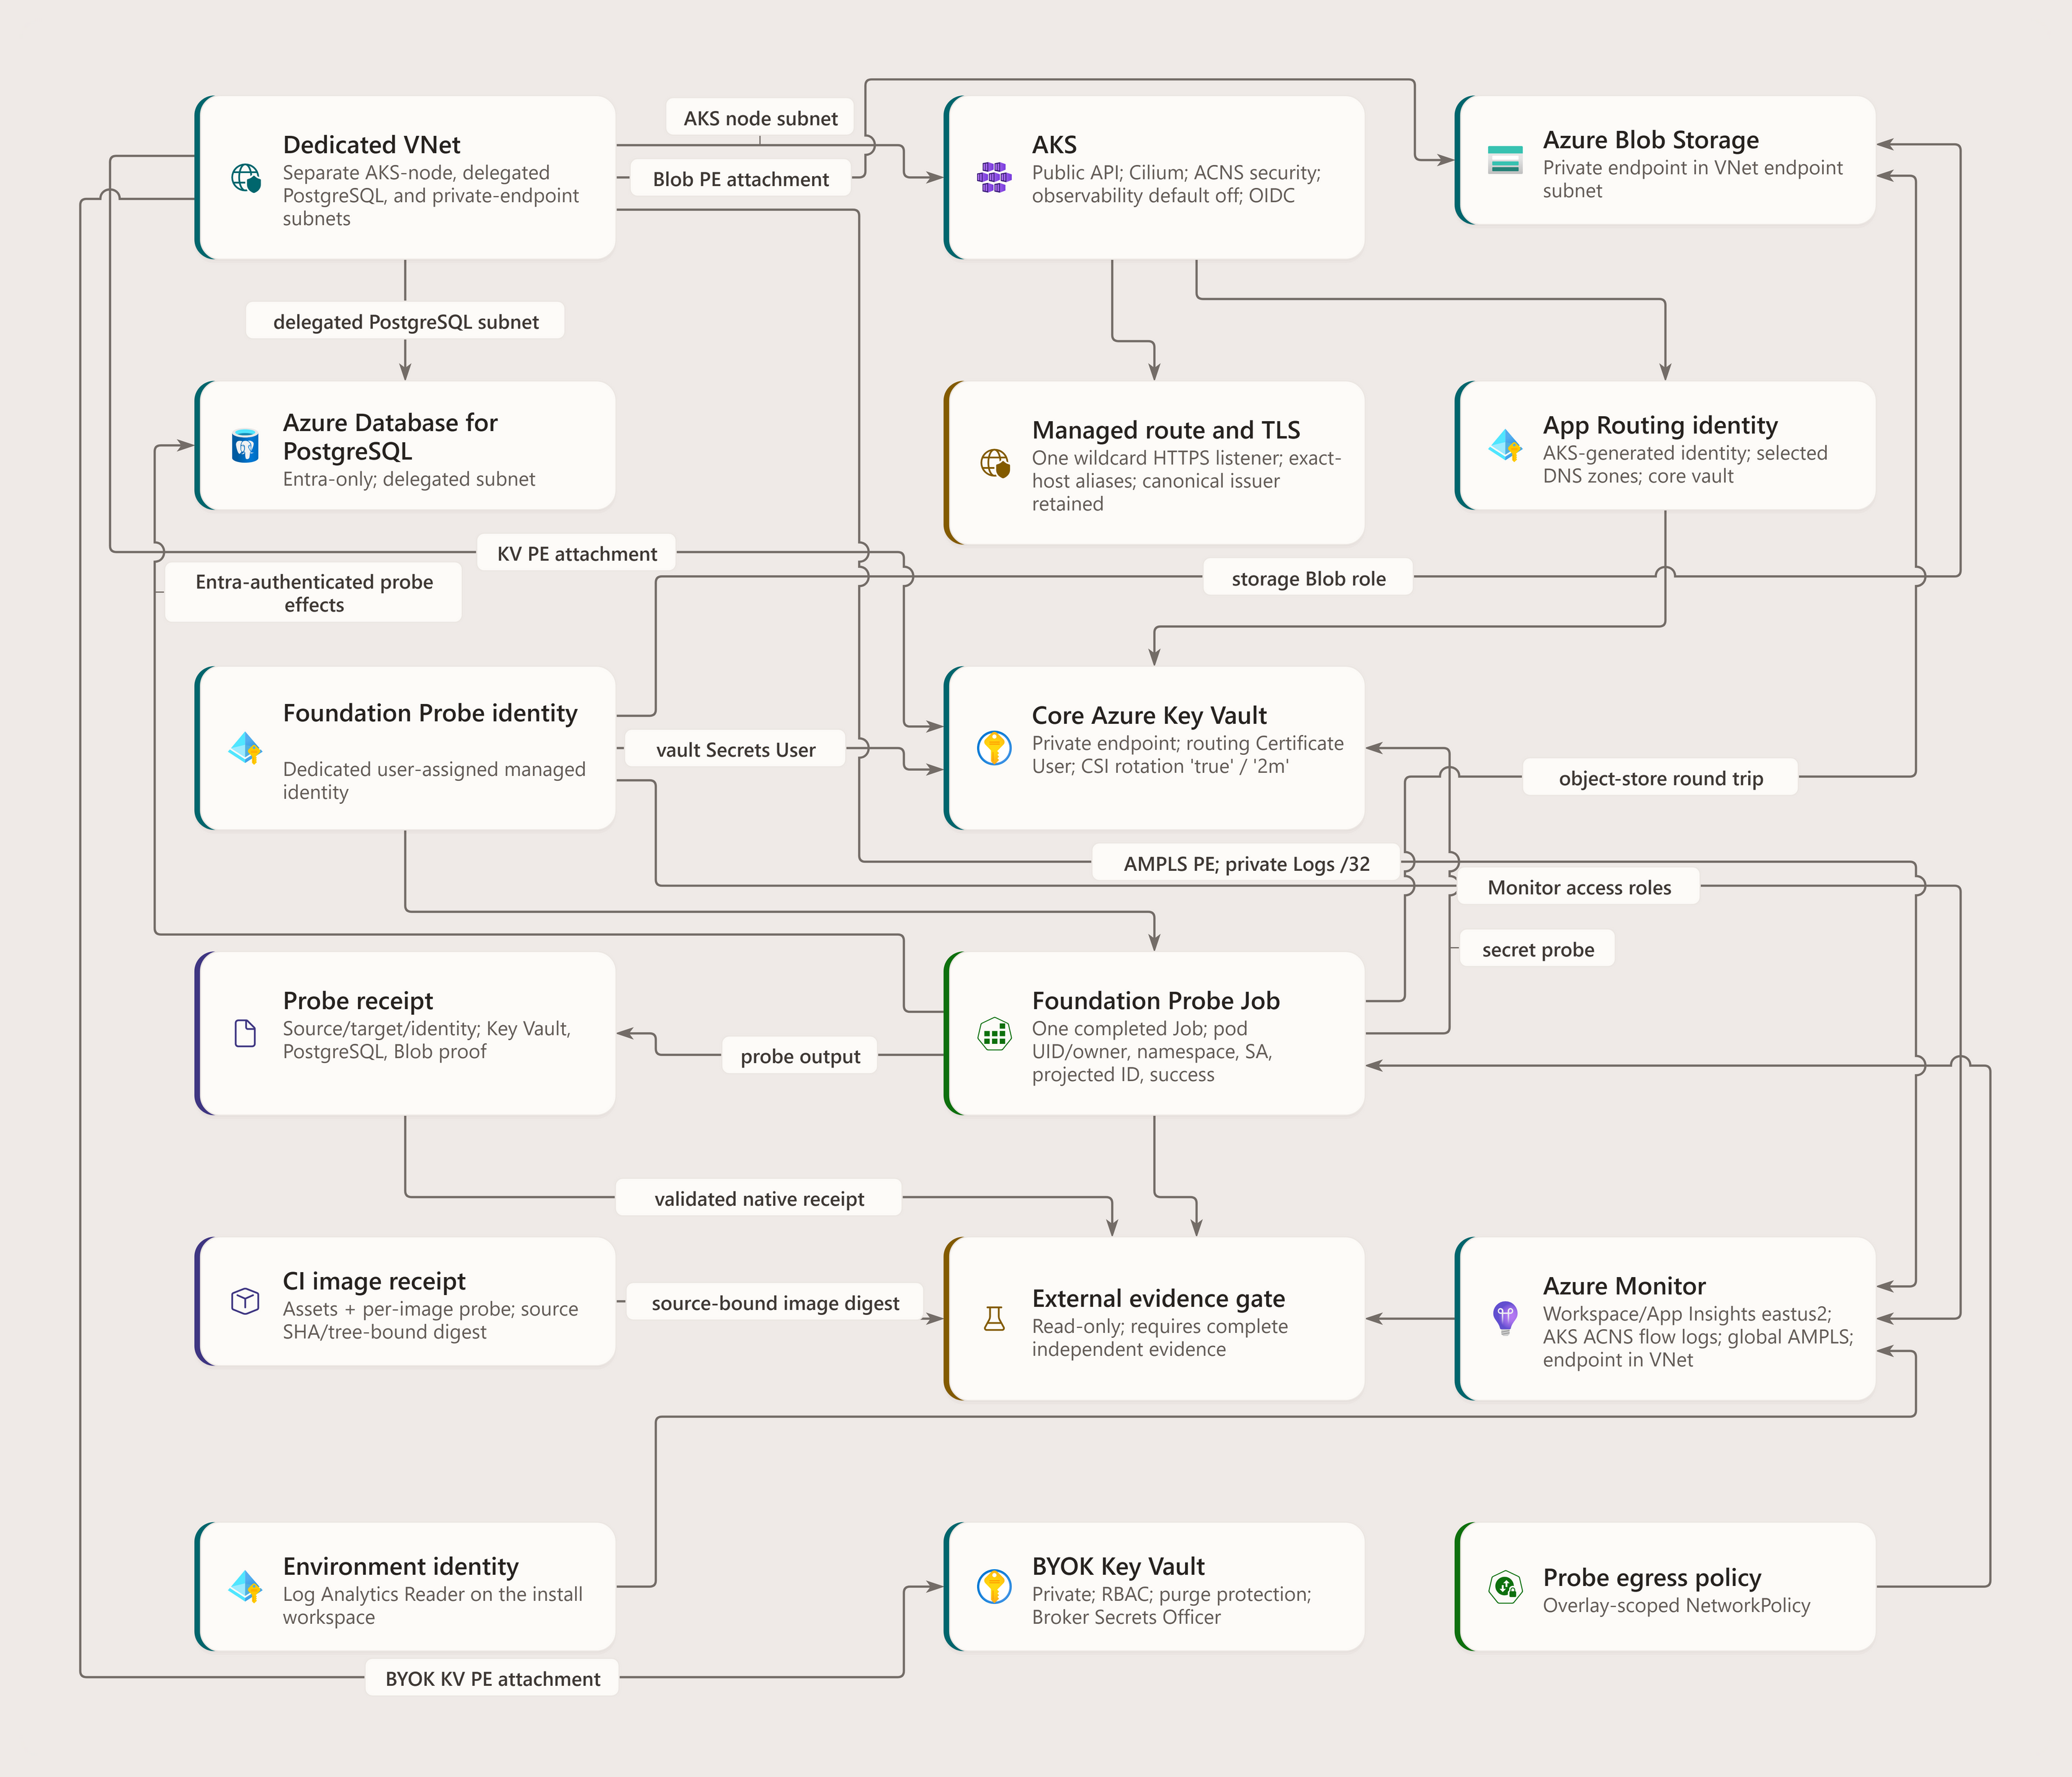 Dedicated VNet
Separate AKS-node, delegated
PostgreSQL, and private-endpoint
subnets
AKS node subnet
Blob PE attachment
AKS
Public API; Cilium; ACNS security;
observability default off; OIDC
Azure Blob Storage
Private endpoint in VNet endpoint
subnet
delegated PostgreSQL subnet
Azure Database for
PostgreSQL
Entra-only; delegated subnet
Managed route and TLS
One wildcard HTTPS listener; exact-
host aliases; canonical issuer
retained
App Routing identity
AKS-generated identity; selected
DNS zones; core vault
KV PE attachment
Entra-authenticated probe
effects
storage Blob role
Foundation Probe identity
Dedicated user-assigned managed
identity
vault Secrets User
Core Azure Key Vault
Private endpoint; routing Certificate
User; CSI rotation 'true' / '2m'
object-store round trip
AMPLS PE; private Logs /32
Monitor access roles
secret probe
Probe receipt
Source/target/identity; Key Vault,
PostgreSQL, Blob proof
probe output
Foundation Probe Job
One completed Job; pod
UID/owner, namespace, SA,
projected ID, success
validated native receipt
CI image receipt
Assets + per-image probe; source
SHA/tree-bound digest
source-bound image digest
External evidence gate
Read-only; requires complete
independent evidence
Azure Monitor
Workspace/App Insights eastus2;
AKS ACNS flow logs; global AMPLS;
endpoint in VNet
Environment identity
Log Analytics Reader on the install
workspace
BYOK Key Vault
Private; RBAC; purge protection;
Broker Secrets Officer
Probe egress policy
Overlay-scoped NetworkPolicy
BYOK KV PE attachment